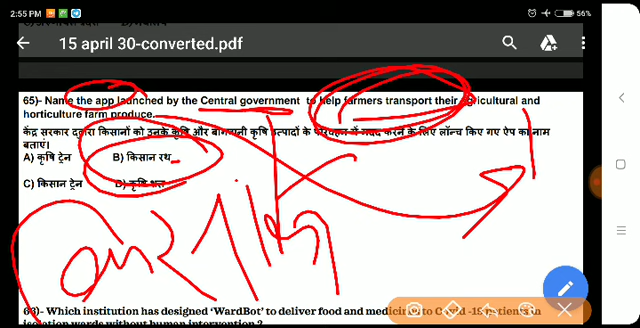 2:55 PM
56%
15 april 30-converted.pdf
65)- Name the app launched by the Central government to help farmers transport their agricultural and
horticulture farm produce.
केंद्र सरकार द्वारा किसानों को उनके कृषि और बागवानी कृषि उत्पादों के परिवहन में मदद करने के लिए लॉन्च किए गए ऐप का नाम
बताएं।
A) कृषि ट्रेन B) किसान रथ
C) किसान ट्रेन D) कृषि
66)- Which institution has designed 'WardBot' to deliver food and medicine to Covid -19 patients in
isolation wards without human intervention?